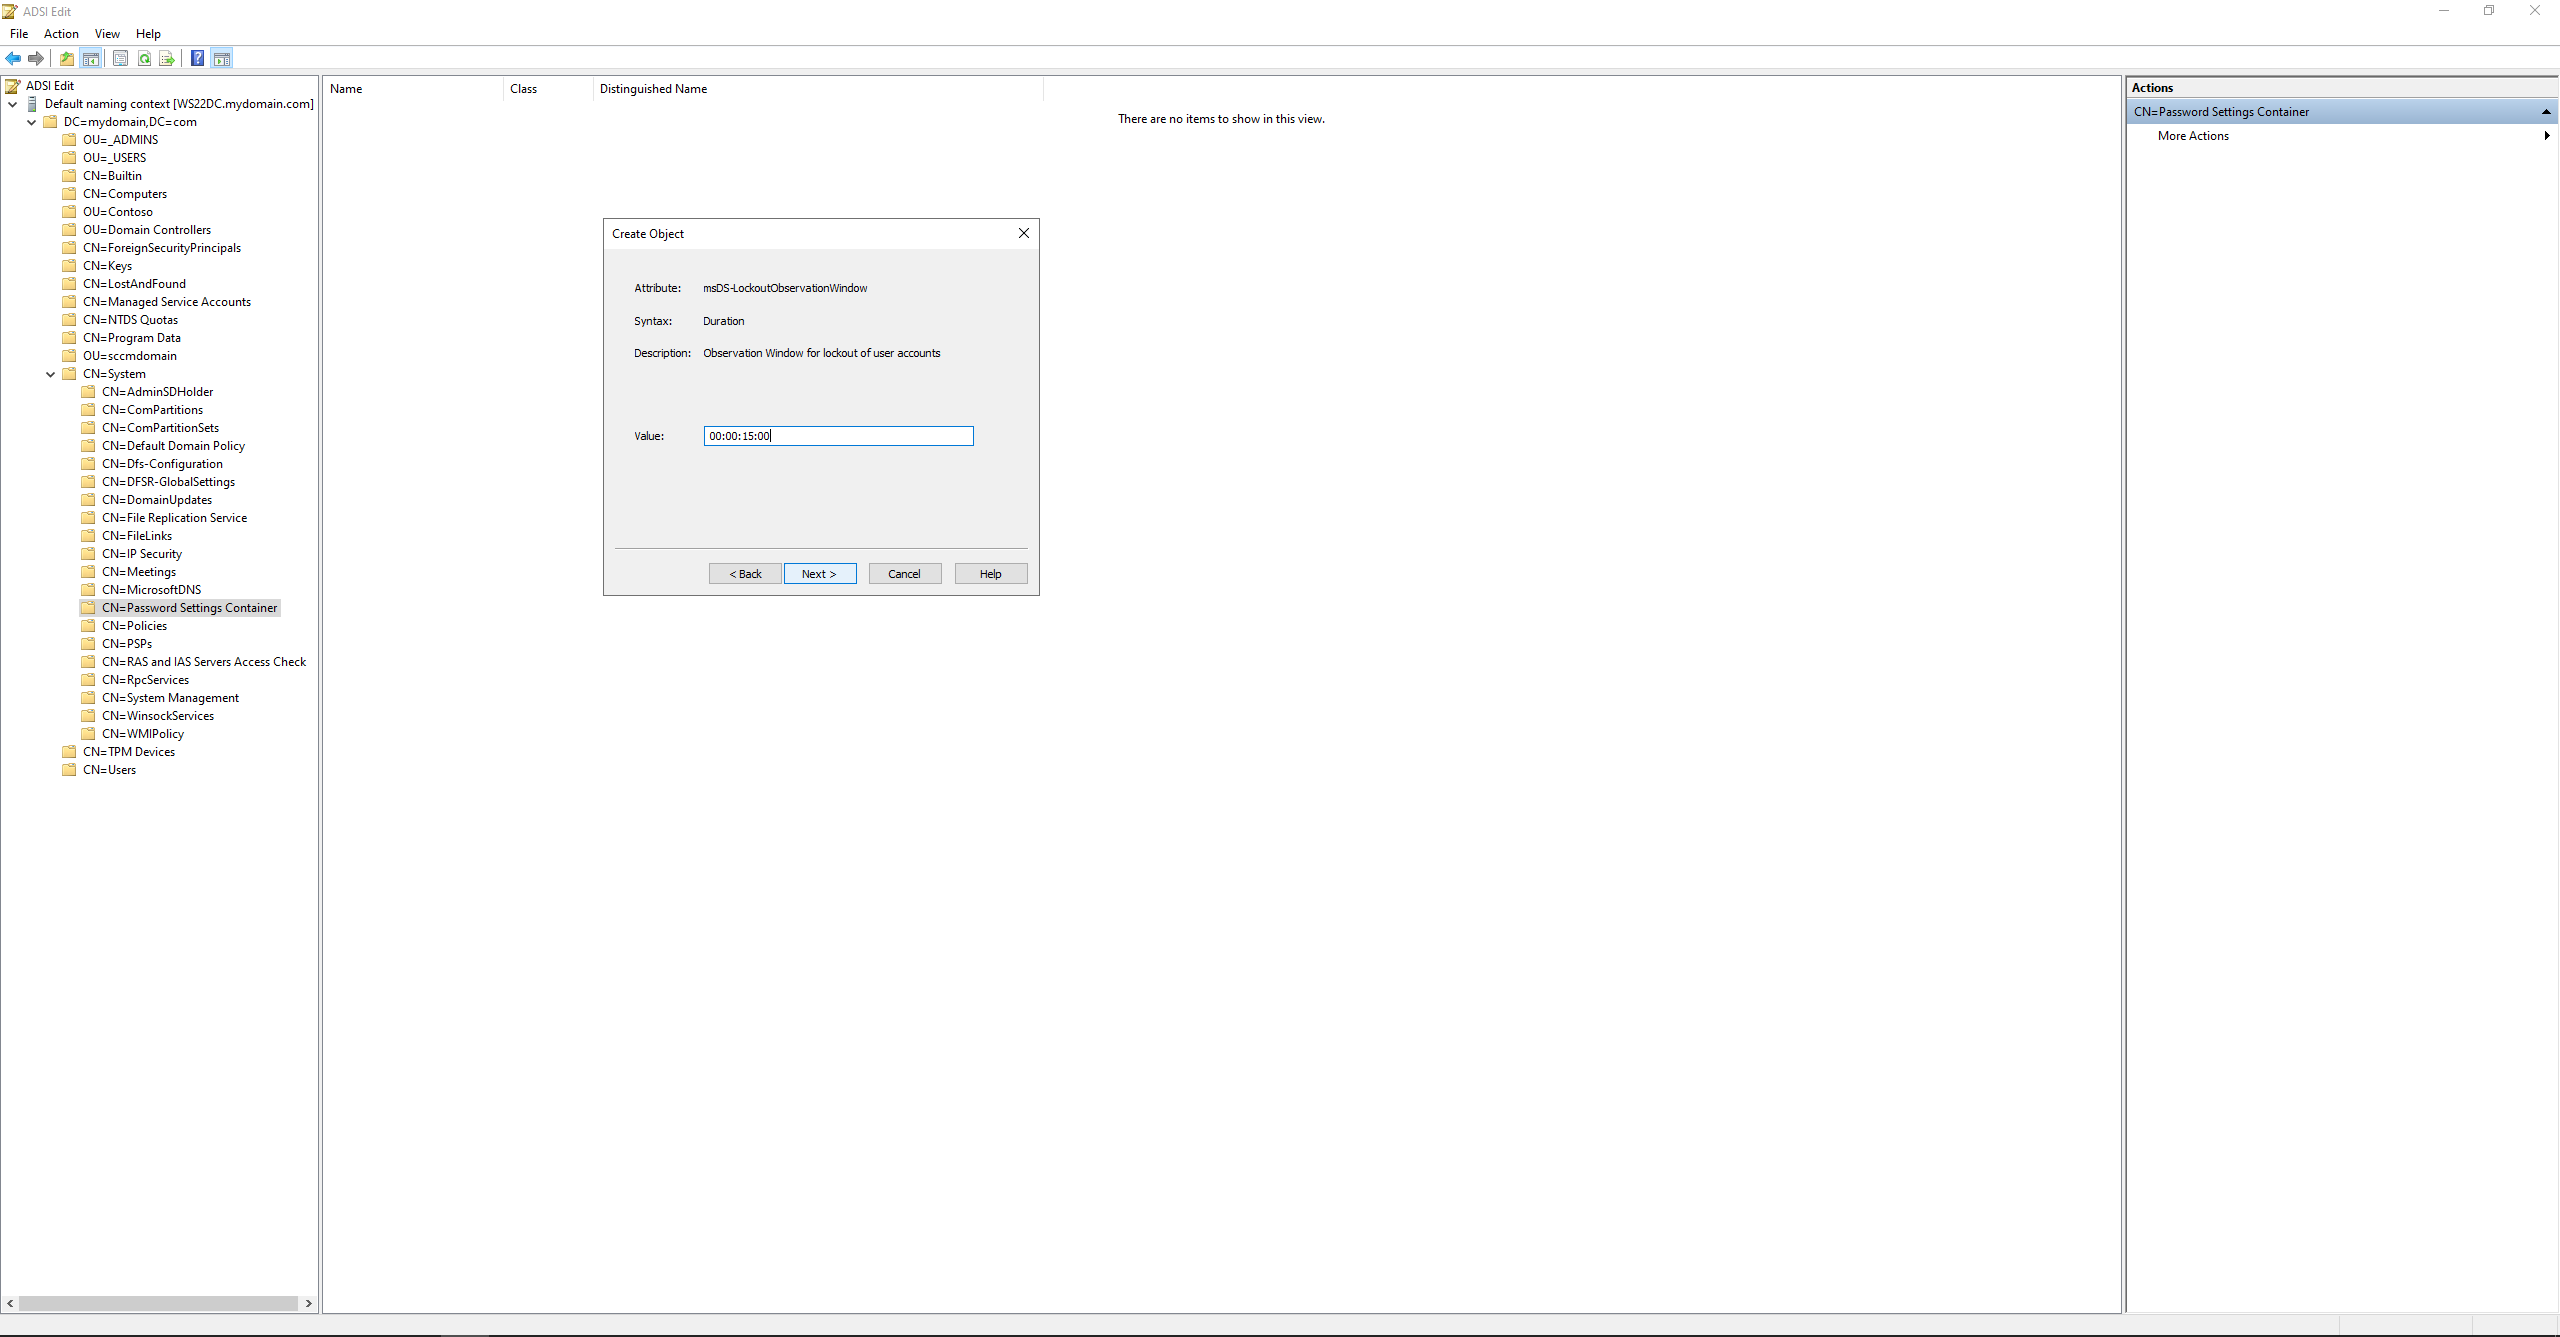 ADSI Edit
File Action View Help
ADSI Edit
Default naming context [WS22DC.mydomain.com]
DC=mydomain,DC=com
OU=_ADMINS
OU=_USERS
CN=Builtin
CN=Computers
OU=Contoso
OU=Domain Controllers
CN=ForeignSecurityPrincipals
CN=Keys
CN=LostAndFound
CN=Managed Service Accounts
CN=NTDS Quotas
CN=Program Data
OU=sccmdomain
CN=System
CN=AdminSDHolder
CN=ComPartitions
CN=ComPartitionSets
CN=Default Domain Policy
CN=Dfs-Configuration
CN=DFSR-GlobalSettings
CN=DomainUpdates
CN=File Replication Service
CN=FileLinks
CN=IP Security
CN=Meetings
CN=MicrosoftDNS
CN=Password Settings Container
CN=Policies
CN=PSPs
CN=RAS and IAS Servers Access Check
CN=RpcServices
CN=System Management
CN=WinsockServices
CN=WMIPolicy
CN=TPM Devices
CN=Users
Name Class Distinguished Name
There are no items to show in this view.
Create Object
Attribute: msDS-LockoutObservationWindow
Syntax: Duration
Description: Observation Window for lockout of user accounts
Value: 00:00:15:00
< Back Next > Cancel Help
Actions
CN=Password Settings Container
More Actions